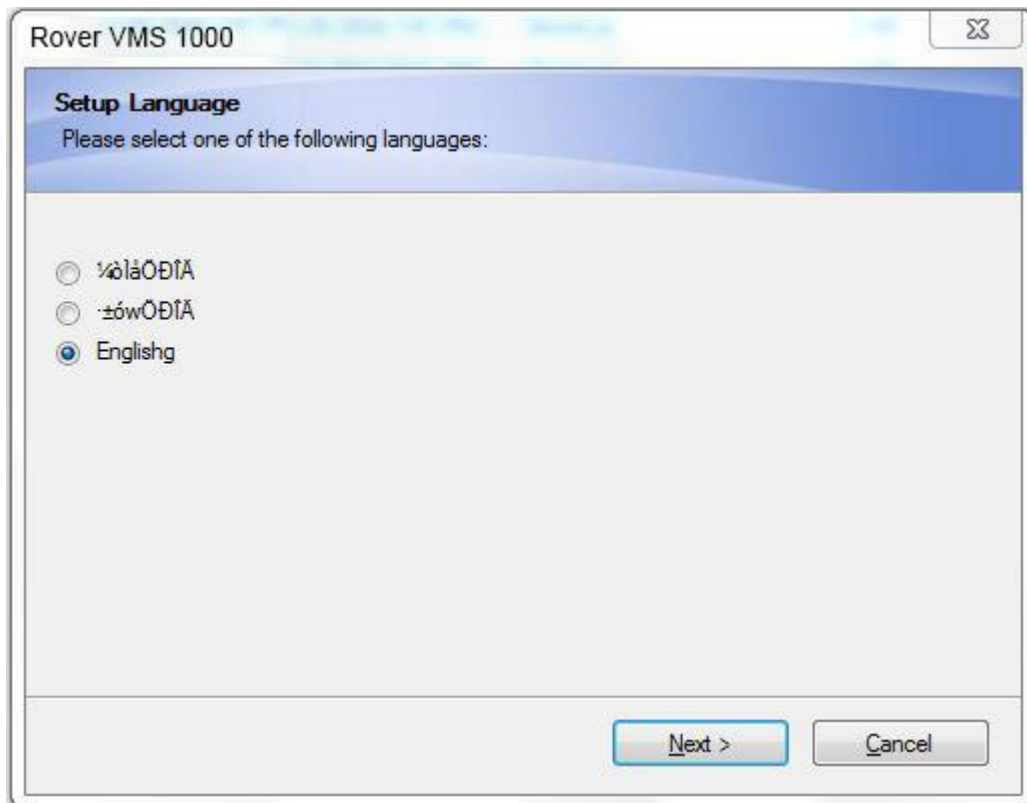 Rover VMS 1000
Setup Language
Please select one of the following languages:
¼òÌåÖÐÎÄ
·±ówÖÐÎÄ
Englishg
Next >
Cancel